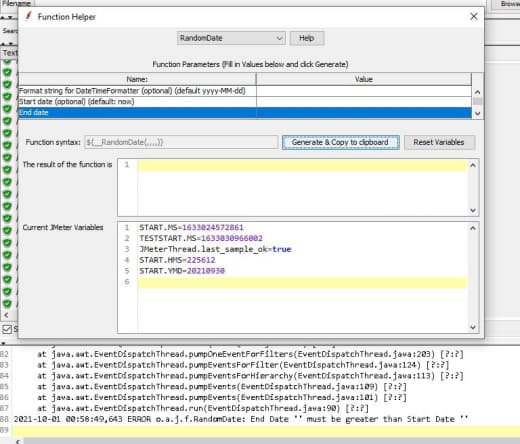 Filename
Brows
Function Helper
Sear
RandomDate
Help
Text
Function Parameters (Fill in Values below and click Generate)
Name:
Value
Format string for DateTimeFormatter (optional) (default yyyy-MM-dd)
Start date (optional) (default: now)
End date
Function syntax:
${__RandomDate(,,,,)}
Generate & Copy to clipboard
Reset Variables
The result of the function is
1
Current JMeter Variables
1 START.MS=1633024572861
2 TESTSTART.MS=1633030966002
3 JMeterThread.last_sample_ok=true
4 START.HMS=225612
5 START.YMD=20210930
6
82 at java.awt.EventDispatchThread.pumpOneEventForFilters(EventDispatchThread.java:203) [?:?]
83 at java.awt.EventDispatchThread.pumpEventsForFilter(EventDispatchThread.java:124) [?:?]
84 at java.awt.EventDispatchThread.pumpEventsForHierarchy(EventDispatchThread.java:113) [?:?]
85 at java.awt.EventDispatchThread.pumpEvents(EventDispatchThread.java:109) [?:?]
86 at java.awt.EventDispatchThread.pumpEvents(EventDispatchThread.java:101) [?:?]
87 at java.awt.EventDispatchThread.run(EventDispatchThread.java:90) [?:?]
88 2021-10-01 00:58:49,643 ERROR o.a.j.f.RandomDate: End Date '' must be greater than Start Date ''
89